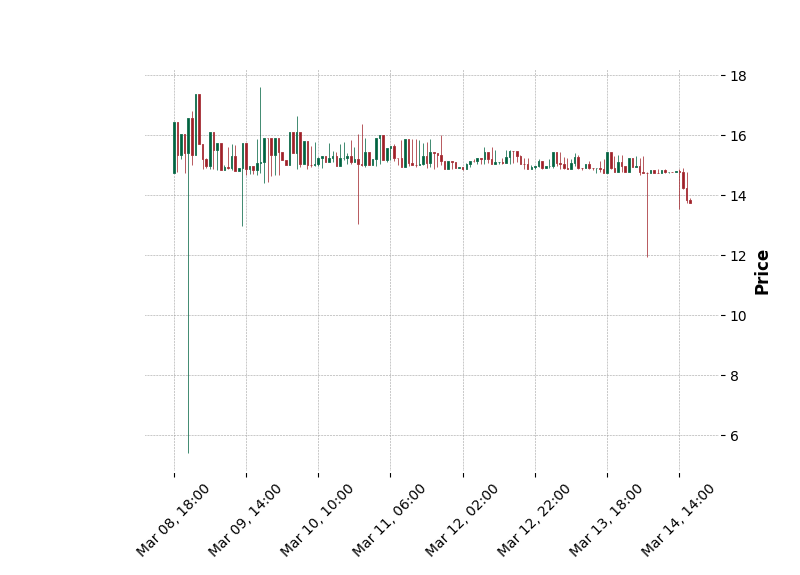 18
16
14
12
10
8
6
Price
Mar 08, 18:00
Mar 09, 14:00
Mar 10, 10:00
Mar 11, 06:00
Mar 12, 02:00
Mar 12, 22:00
Mar 13, 18:00
Mar 14, 14:00